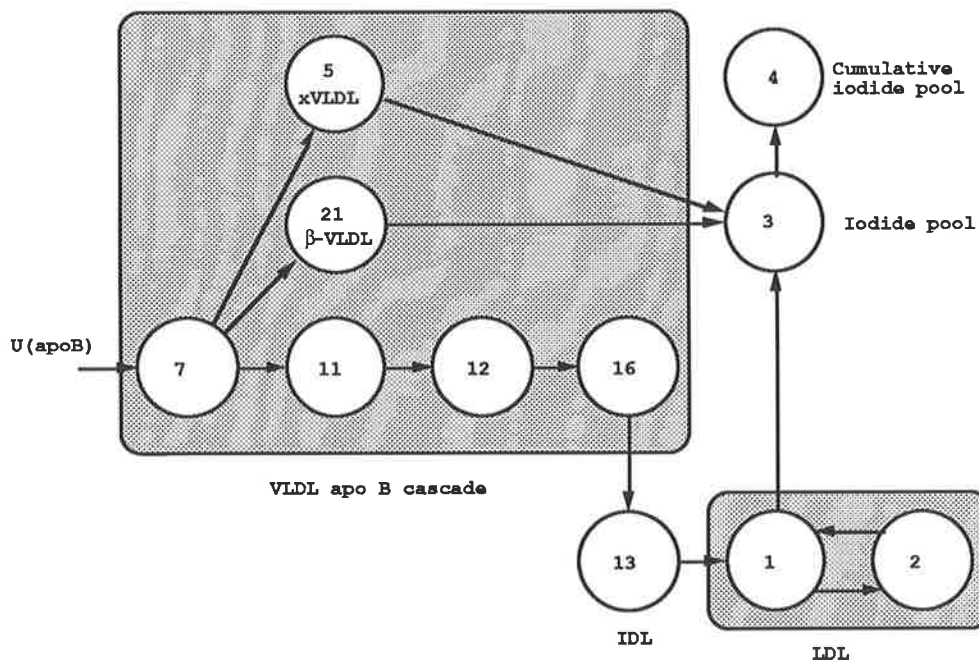 5
xVLDL
4
Cumulative
iodide pool
21
β-VLDL
3
Iodide pool
U(apoB)
7
11
12
16
VLDL apo B cascade
13
1
2
IDL
LDL